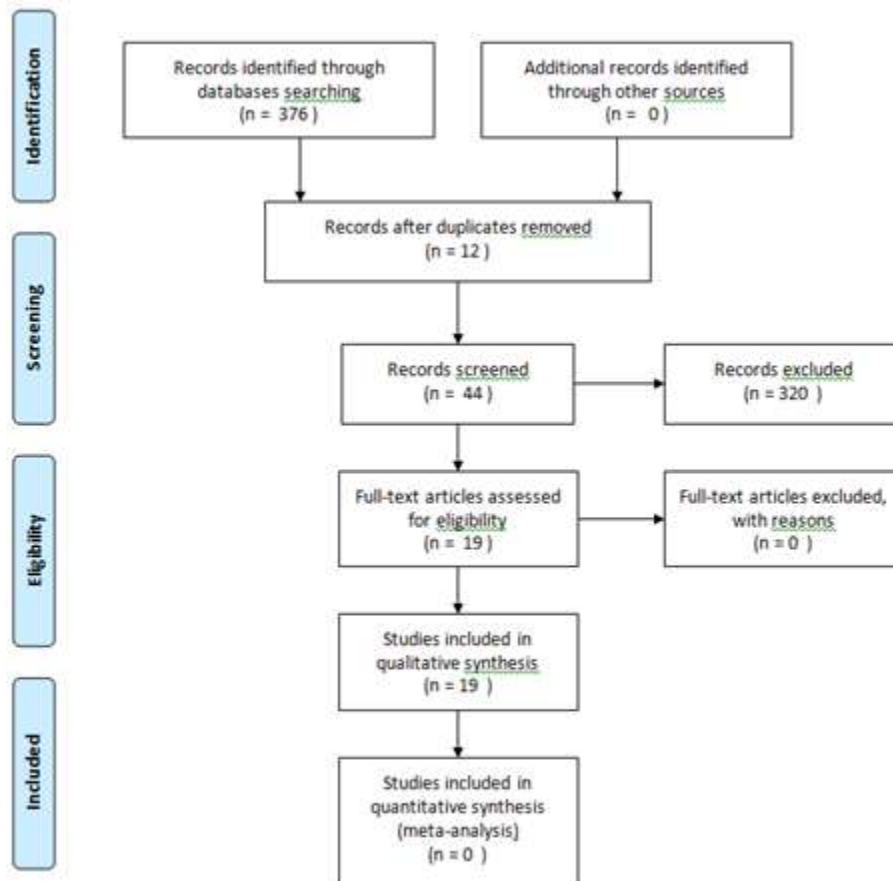 Identification
Records identified through
databases searching
(n = 376 )
Additional records identified
through other sources
(n = 0 )
Records after duplicates removed
(n = 12 )
Screening
Records screened
(n = 44 )
Records excluded
(n = 320 )
Eligibility
Full-text articles assessed
for eligibility
(n = 19 )
Full-text articles excluded,
with reasons
(n = 0 )
Studies included in
qualitative synthesis
(n = 19 )
Included
Studies included in
quantitative synthesis
(meta-analysis)
(n = 0 )